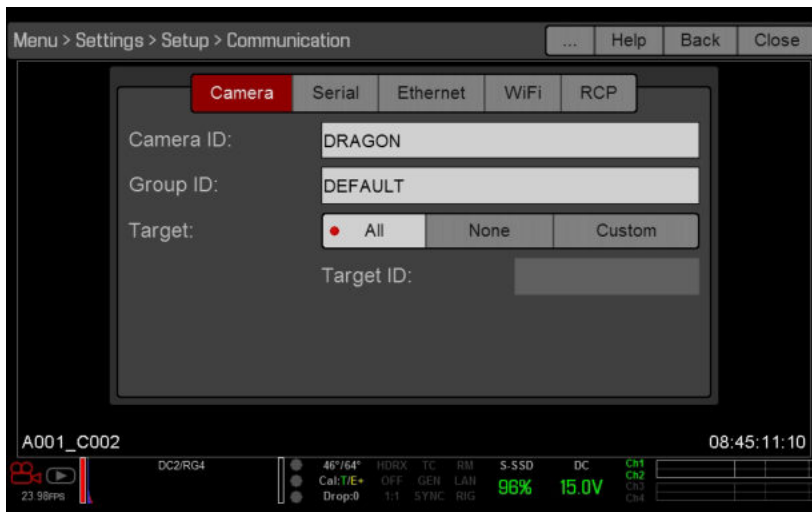 Menu > Settings > Setup > Communication ... Help Back Close
Camera Serial Ethernet WiFi RCP
Camera ID: DRAGON
Group ID: DEFAULT
Target: All None Custom
Target ID:
A001_C002 08:45:11:10
DC2/RG4 46°/64° HDRX TC RM S-SSD DC Ch1
Cal:T/E+ OFF GEN LAN 96% 15.0V Ch2
23.98FPS Drop:0 1:1 SYNC RIG Ch3
Ch4